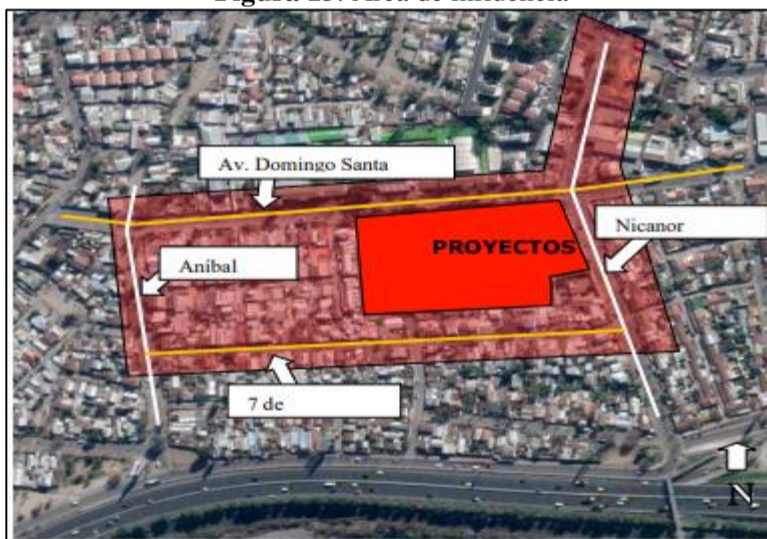 Av. Domingo Santa
Nicanor
PROYECTOS
Aníbal
7 de
N